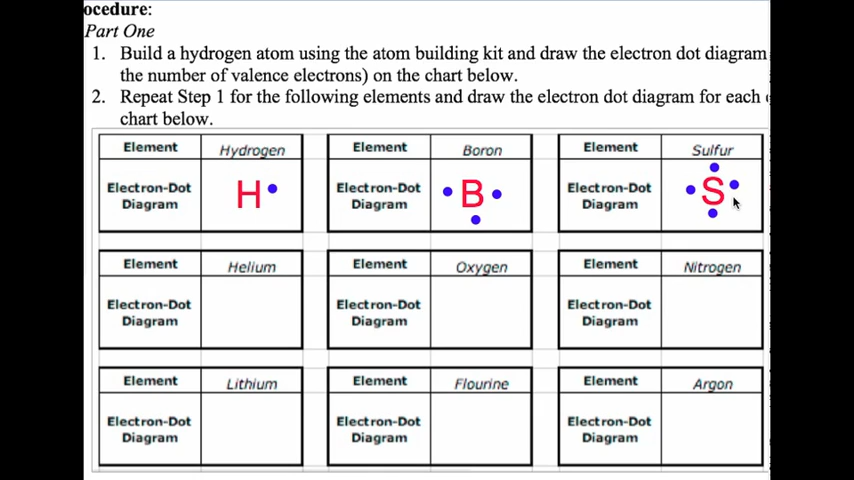 ocedure:
Part One
1. Build a hydrogen atom using the atom building kit and draw the electron dot diagram
the number of valence electrons) on the chart below.
2. Repeat Step 1 for the following elements and draw the electron dot diagram for each
chart below.
Element Hydrogen Element Boron Element Sulfur
Electron-Dot Diagram H Electron-Dot Diagram B Electron-Dot Diagram S
Element Helium Element Oxygen Element Nitrogen
Electron-Dot Diagram Electron-Dot Diagram Electron-Dot Diagram
Element Lithium Element Flourine Element Argon
Electron-Dot Diagram Electron-Dot Diagram Electron-Dot Diagram